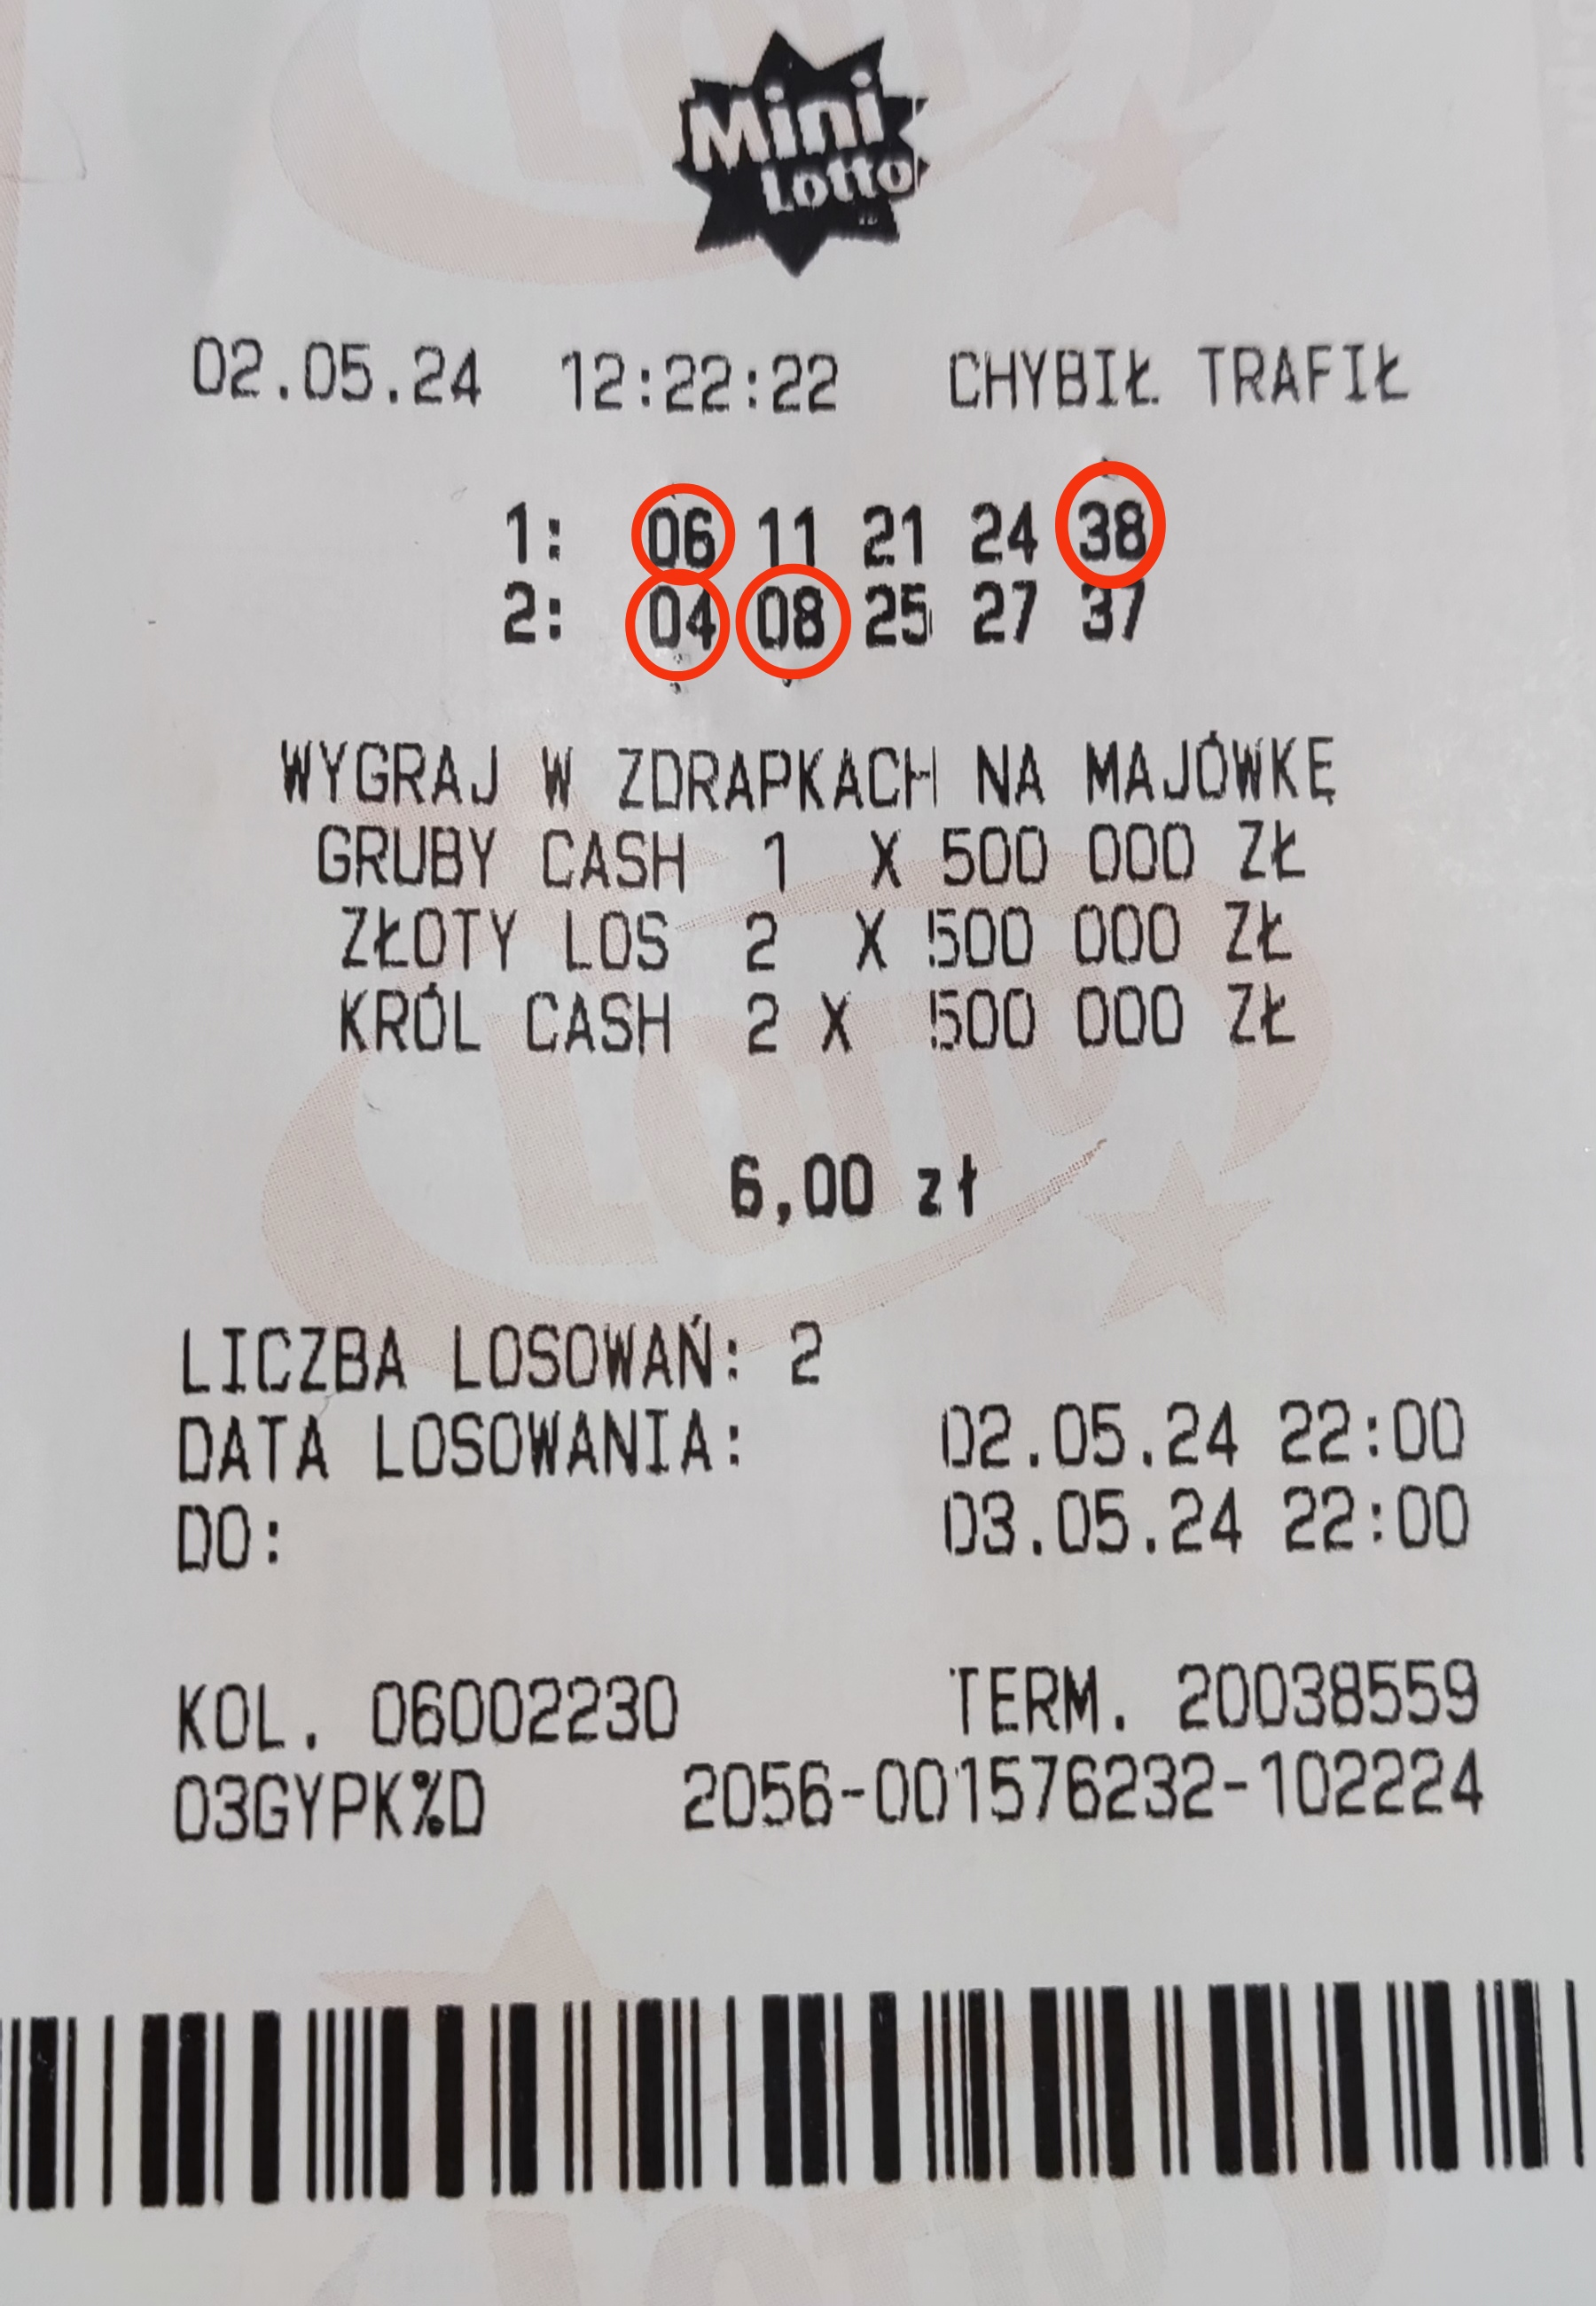 Mini
Lotto
02.05.24 12:22:22 CHYBIŁ TRAFIŁ
1: 06 11 21 24 38
2: 04 08 25 27 37
WYGRAJ W ZDRAPKACH NA MAJÓWKĘ
GRUBY CASH 1 X 500 000 ZŁ
ZŁOTY LOS 2 X 500 000 ZŁ
KRÓL CASH 2 X 500 000 ZŁ
LOTTO
6,00 zł
LICZBA LOSOWAŃ: 2
DATA LOSOWANIA: 02.05.24 22:00
DO: 03.05.24 22:00
KOL. 06002230 TERM. 20038559
03GYPK%D 2056-001576232-102224
LOTTO